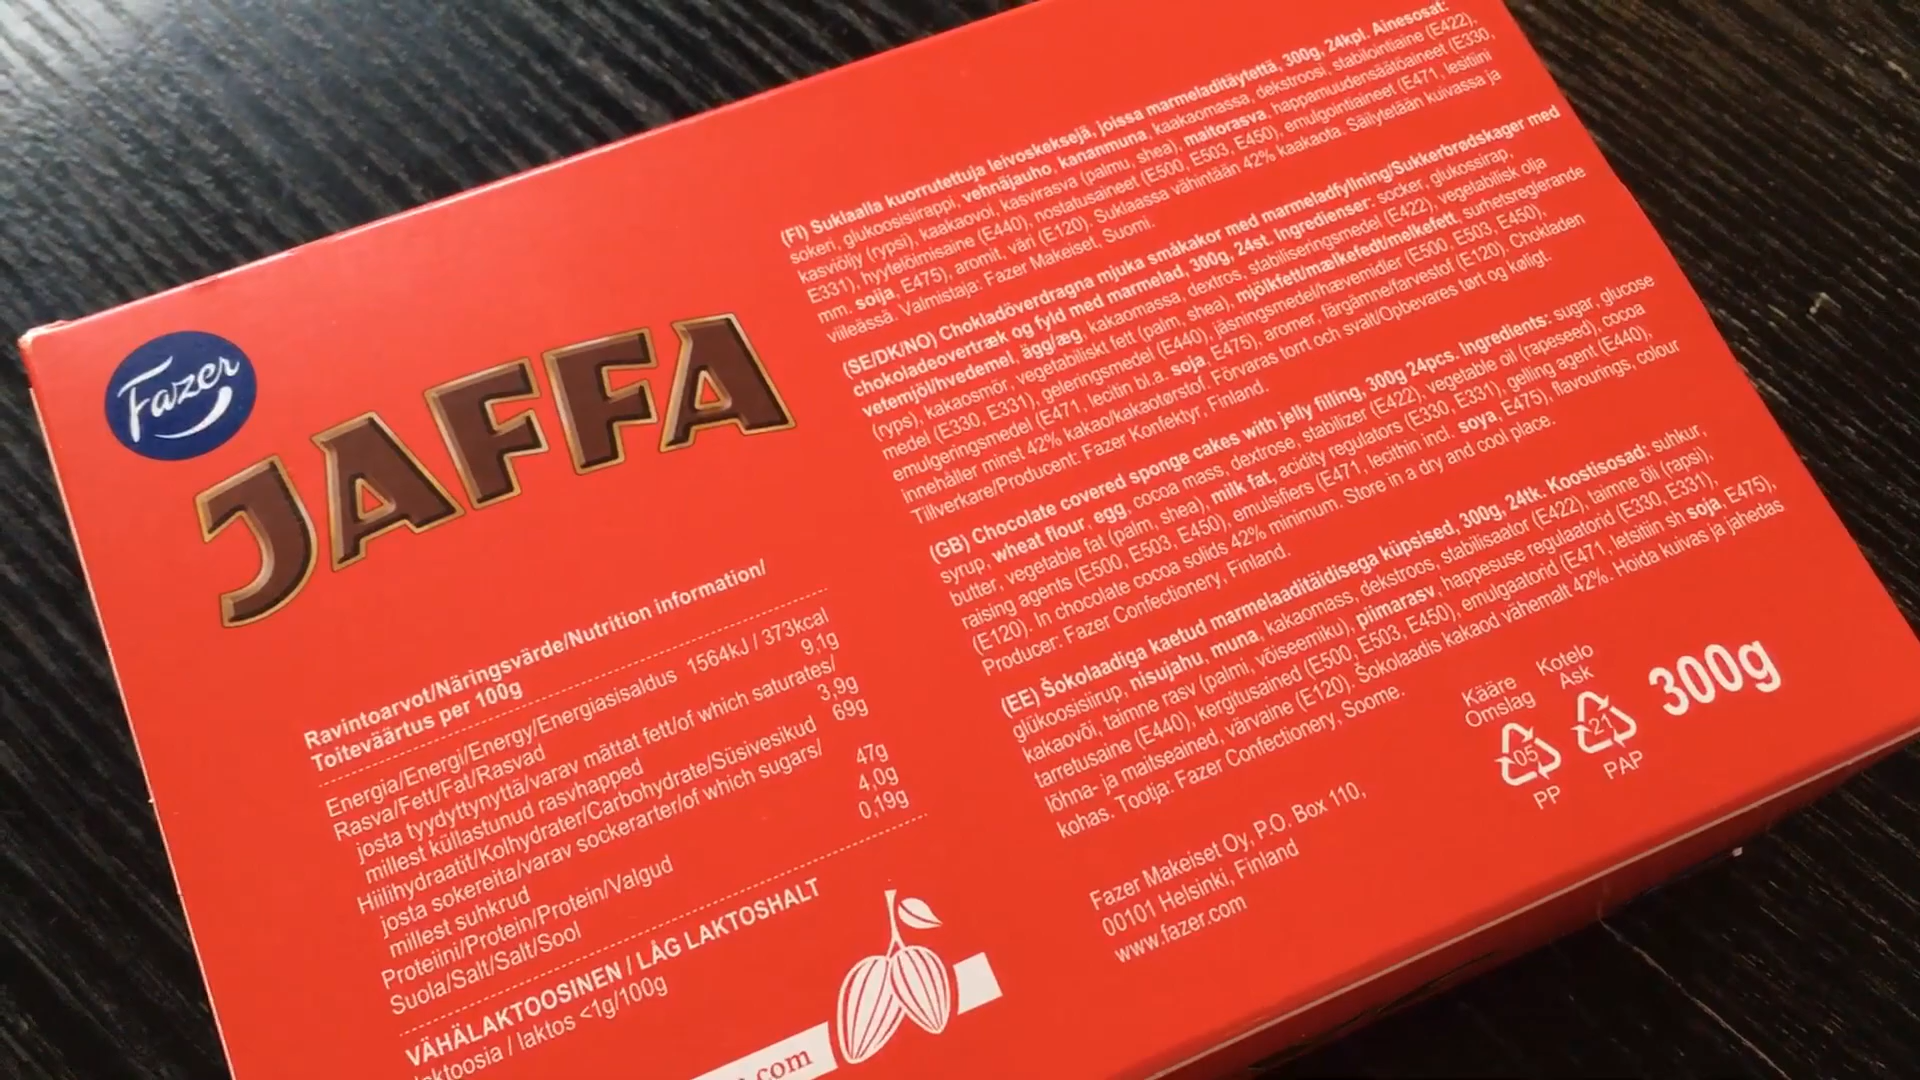 Fazer
JAFFA
Ravintoarvot/Näringsvärde/Nutrition information/
Toiteväärtus per 100g
Energia/Energi/Energy/Energiasisaldus 1564kJ / 373kcal
Rasva/Fett/Fat/Rasvad 9,1g
josta tyydyttynyttä/varav mättat fett/of which saturates/
millest küllastunud rasvhapped 3,9g
Hiilihydraatit/Kolhydrater/Carbohydrate/Süsivesikud 69g
josta sokereita/varav sockerarter/of which sugars/
millest suhkrud 47g
Proteiini/Protein/Protein/Valgud 4,0g
Suola/Salt/Salt/Sool 0,19g
VÄHÄLAKTOOSINEN / LÅG LAKTOSHALT
laktoosia / laktos <1g/100g
.com
(FI) Suklaalla kuorrutettuja leivoskeksejä, joissa marmeladitäytettä, 300g, 24kpl. Ainesosat:
sokeri, glukoosisiirappi, vehnäjauho, kananmuna, kaakaomassa, dekstroosi, stabilointiaine (E422),
kasviöljy (rypsi), kaakaovoi, kasvirasva (palmu, shea), maitorasva, happamuudensäätöaineet (E330,
E331), hyytelöimisaine (E440), nostatusaineet (E500, E503, E450), emulgointiaineet (E471, lesitiini
mm. soija, E475), aromit, väri (E120). Suklaassa vähintään 42% kaakaota. Säilytetään kuivassa ja
viileässä. Valmistaja: Fazer Makeiset, Suomi.
(SE/DK/NO) Chokladöverdragna mjuka småkakor med marmeladfyllning/Sukkerbrødskager med
chokoladeovertræk og fyld med marmelad, 300g, 24st. Ingredienser: socker, glukossirap,
vetemjöl/hvedemel, ägg/æg, kakaomassa, dextros, stabiliseringsmedel (E422), vegetabilisk olja
(ryps), kakaosmör, vegetabiliskt fett (palm, shea), mjölkfett/mælkefedt/melkefett, surhetsreglerande
medel (E330, E331), geleringsmedel (E440), jäsningsmedel/hævemidler (E500, E503, E450),
emulgeringsmedel (E471, lecitin bl.a. soja, E475), aromer, färgämne/farvestof (E120). Chokladen
innehåller minst 42% kakao/kakaotørstof. Förvaras torrt och svalt/Opbevares tørt og køligt.
Tillverkare/Producent: Fazer Konfektyr, Finland.
(GB) Chocolate covered sponge cakes with jelly filling, 300g 24pcs. Ingredients: sugar, glucose
syrup, wheat flour, egg, cocoa mass, dextrose, stabilizer (E422), vegetable oil (rapeseed), cocoa
butter, vegetable fat (palm, shea), milk fat, acidity regulators (E330, E331), gelling agent (E440),
raising agents (E500, E503, E450), emulsifiers (E471, lecithin incl. soya, E475), flavourings, colour
(E120). In chocolate cocoa solids 42% minimum. Store in a dry and cool place.
Producer: Fazer Confectionery, Finland.
(EE) Šokolaadiga kaetud marmelaaditäidisega küpsised, 300g, 24tk. Koostisosad: suhkur,
glükoosisiirup, nisujahu, muna, kakaomass, dekstroos, stabilisaator (E422), taimne õli (rapsi),
kakaovõi, taimne rasv (palmi, võiseemiku), piimarasv, happesuse regulaatorid (E330, E331),
tarretusaine (E440), kergitusained (E500, E503, E450), emulgaatorid (E471, letsitiin sh soja, E475),
lõhna- ja maitseained, värvaine (E120). Šokolaadis kakaod vähemalt 42%. Hoida kuivas ja jahedas
kohas. Tootja: Fazer Confectionery, Soome.
Fazer Makeiset Oy, P.O. Box 110,
00101 Helsinki, Finland
www.fazer.com
Kääre
Omslag
05
PP
Kotelo
Ask
21
PAP
300g